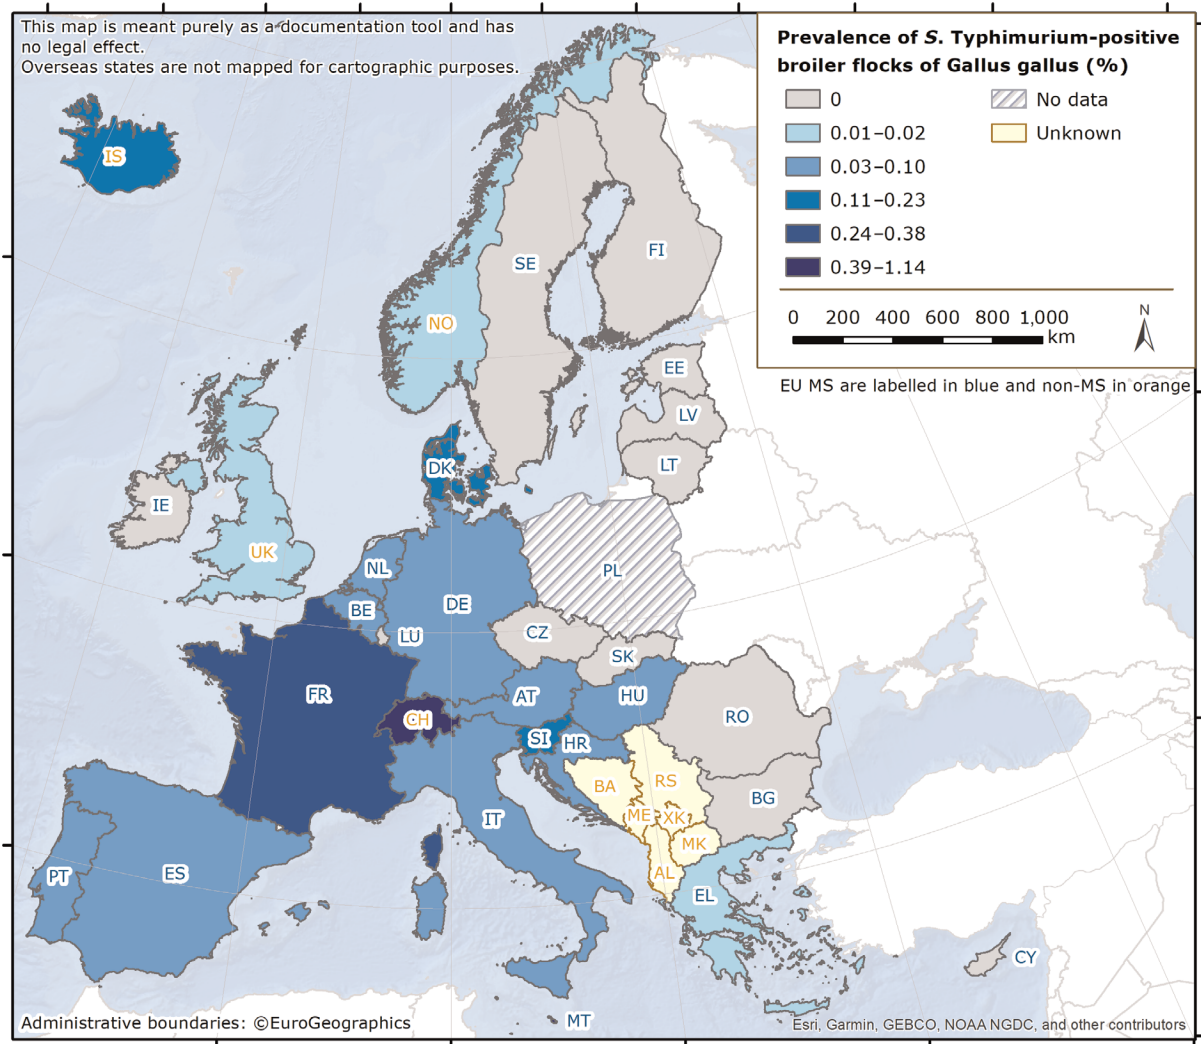 This map is meant purely as a documentation tool and has
no legal effect.
Overseas states are not mapped for cartographic purposes.
Prevalence of S. Typhimurium-positive
broiler flocks of Gallus gallus (%)
0
No data
0.01–0.02
Unknown
0.03–0.10
0.11–0.23
0.24–0.38
0.39–1.14
0 200 400 600 800 1,000
km
N
EU MS are labelled in blue and non-MS in orange
IS
FI
SE
NO
EE
LV
LT
DK
IE
UK
NL
PL
DE
BE
CZ
LU
SK
FR
AT
HU
CH
RO
SI
HR
BA
RS
BG
ME
XK
IT
MK
PT
ES
AL
EL
CY
MT
Administrative boundaries: ©EuroGeographics
Esri, Garmin, GEBCO, NOAA NGDC, and other contributors